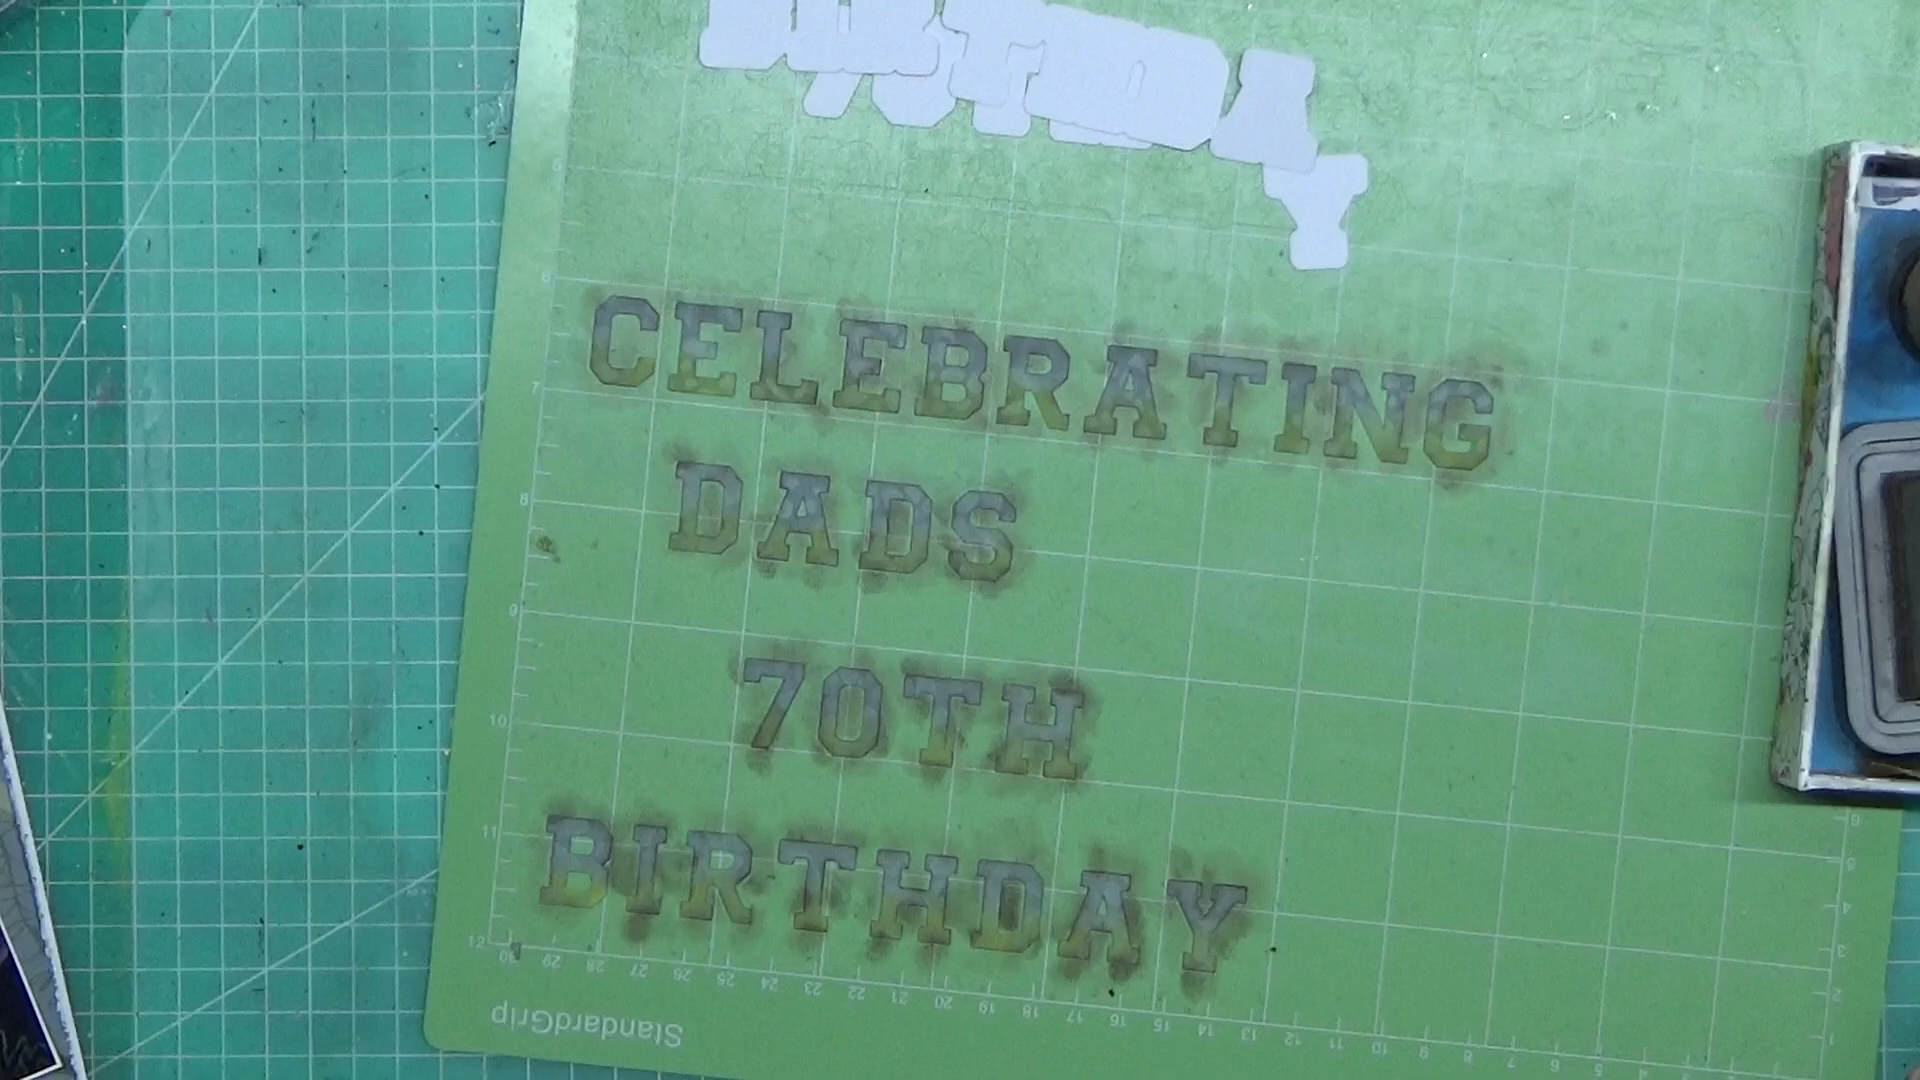 CELEBRATING
DADS
70TH
BIRTHDAY
StandardGrip